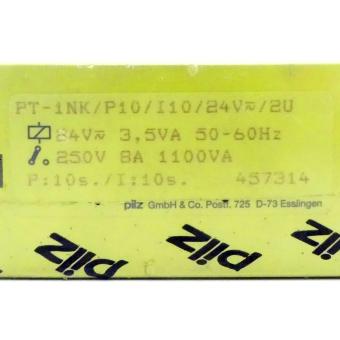 PT-1NK/P10/I10/24V≂/2U
24V≂ 3,5VA 50-60Hz
250V 8A 1100VA
P:10s./I:10s. 457314
pilz GmbH & Co. Postf. 725 D-73 Esslingen
pilz pilz pilz